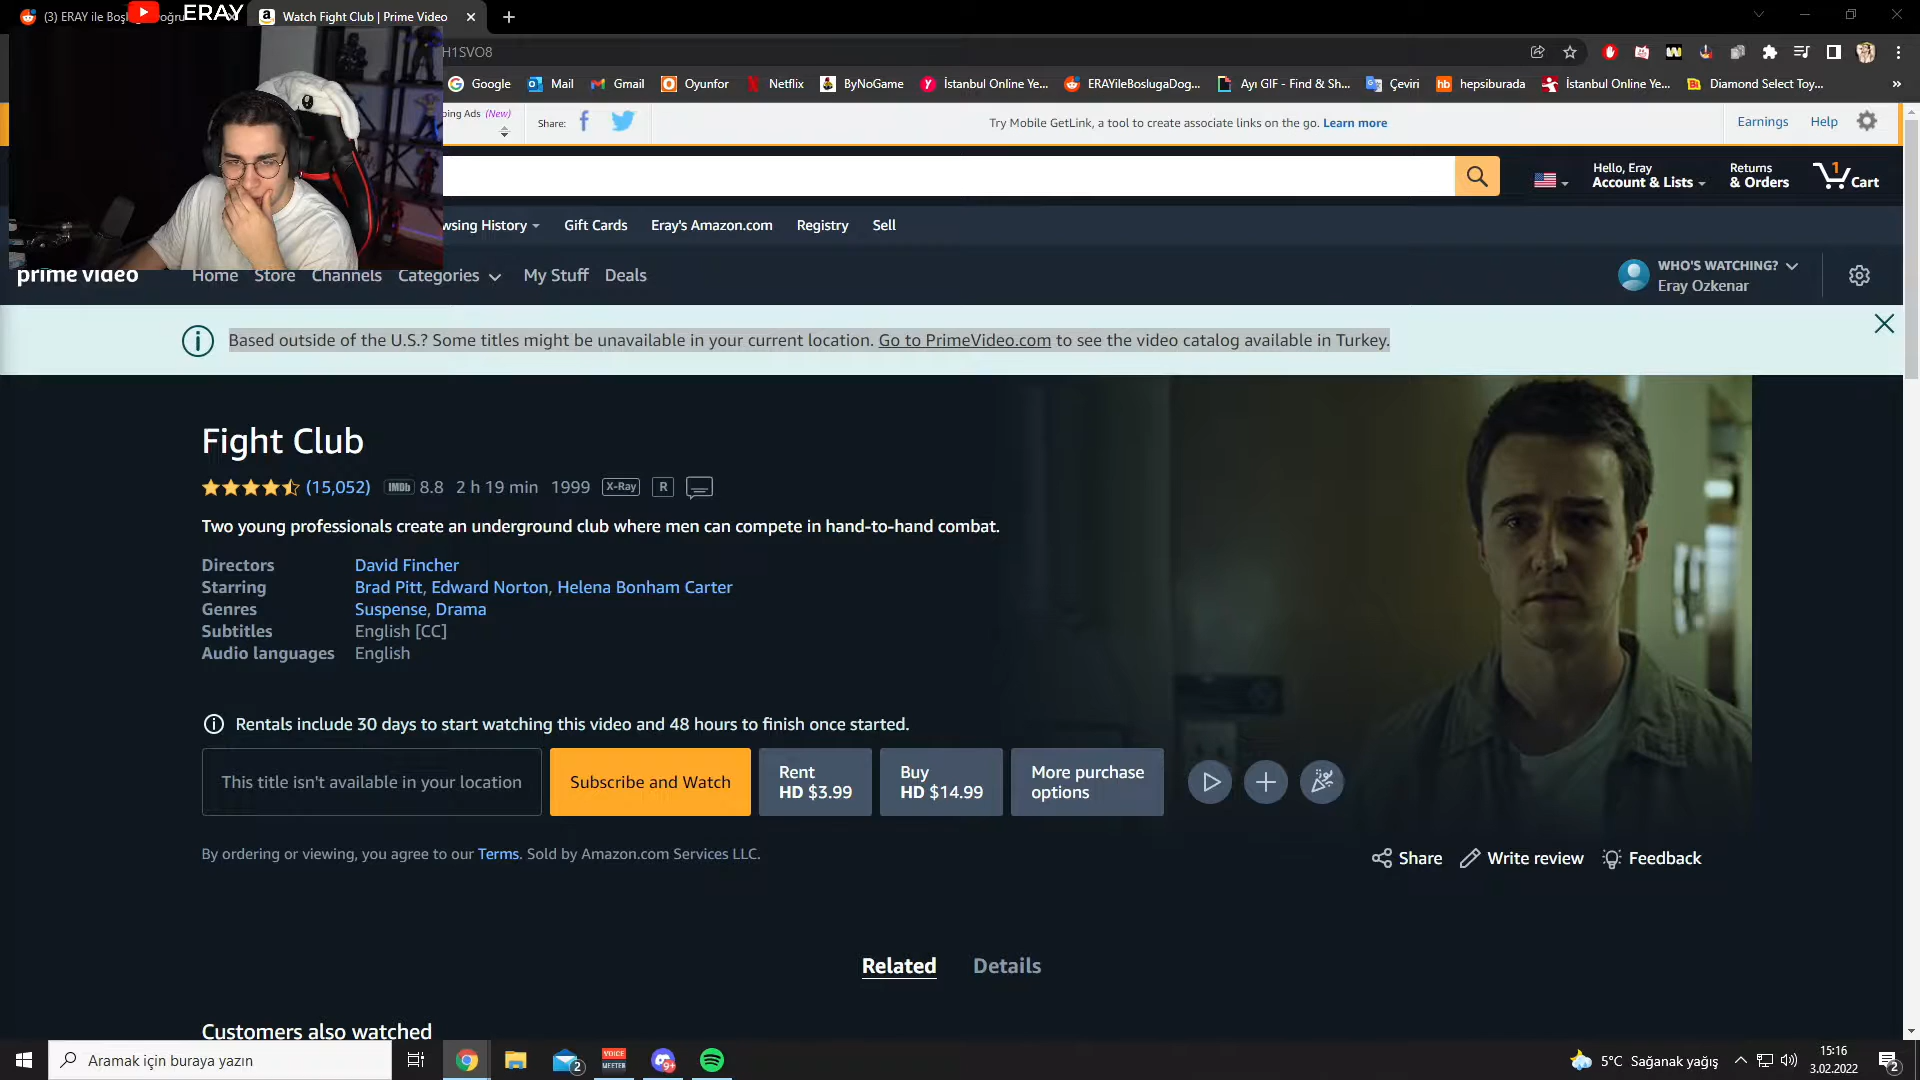 (3) ERAY ile Boşluğa Doğru
ERAY
Watch Fight Club | Prime Video
H1SVO8
Google
Mail
Gmail
Oyunfor
Netflix
ByNoGame
İstanbul Online Ye...
ERAYileBoslugaDog...
Ayı GIF - Find & Sh...
Çeviri
hepsiburada
İstanbul Online Ye...
Diamond Select Toy...
»
ping Ads (New)
Share:
Try Mobile GetLink, a tool to create associate links on the go. Learn more
Earnings
Help
Hello, Eray
Account & Lists
Returns
& Orders
1
Cart
wsing History
Gift Cards
Eray's Amazon.com
Registry
Sell
prime video
Home
Store
Channels
Categories
My Stuff
Deals
WHO'S WATCHING?
Eray Ozkenar
Based outside of the U.S.? Some titles might be unavailable in your current location. Go to PrimeVideo.com to see the video catalog available in Turkey.
Fight Club
(15,052) IMDb 8.8 2 h 19 min 1999 X-Ray R
Two young professionals create an underground club where men can compete in hand-to-hand combat.
Directors David Fincher
Starring Brad Pitt, Edward Norton, Helena Bonham Carter
Genres Suspense, Drama
Subtitles English [CC]
Audio languages English
Rentals include 30 days to start watching this video and 48 hours to finish once started.
This title isn't available in your location
Subscribe and Watch
Rent
HD $3.99
Buy
HD $14.99
More purchase
options
By ordering or viewing, you agree to our Terms. Sold by Amazon.com Services LLC.
Share
Write review
Feedback
Related
Details
Customers also watched
Aramak için buraya yazın
2
VOICE
MEETER
9+
5°C Sağanak yağış
15:16
3.02.2022
2